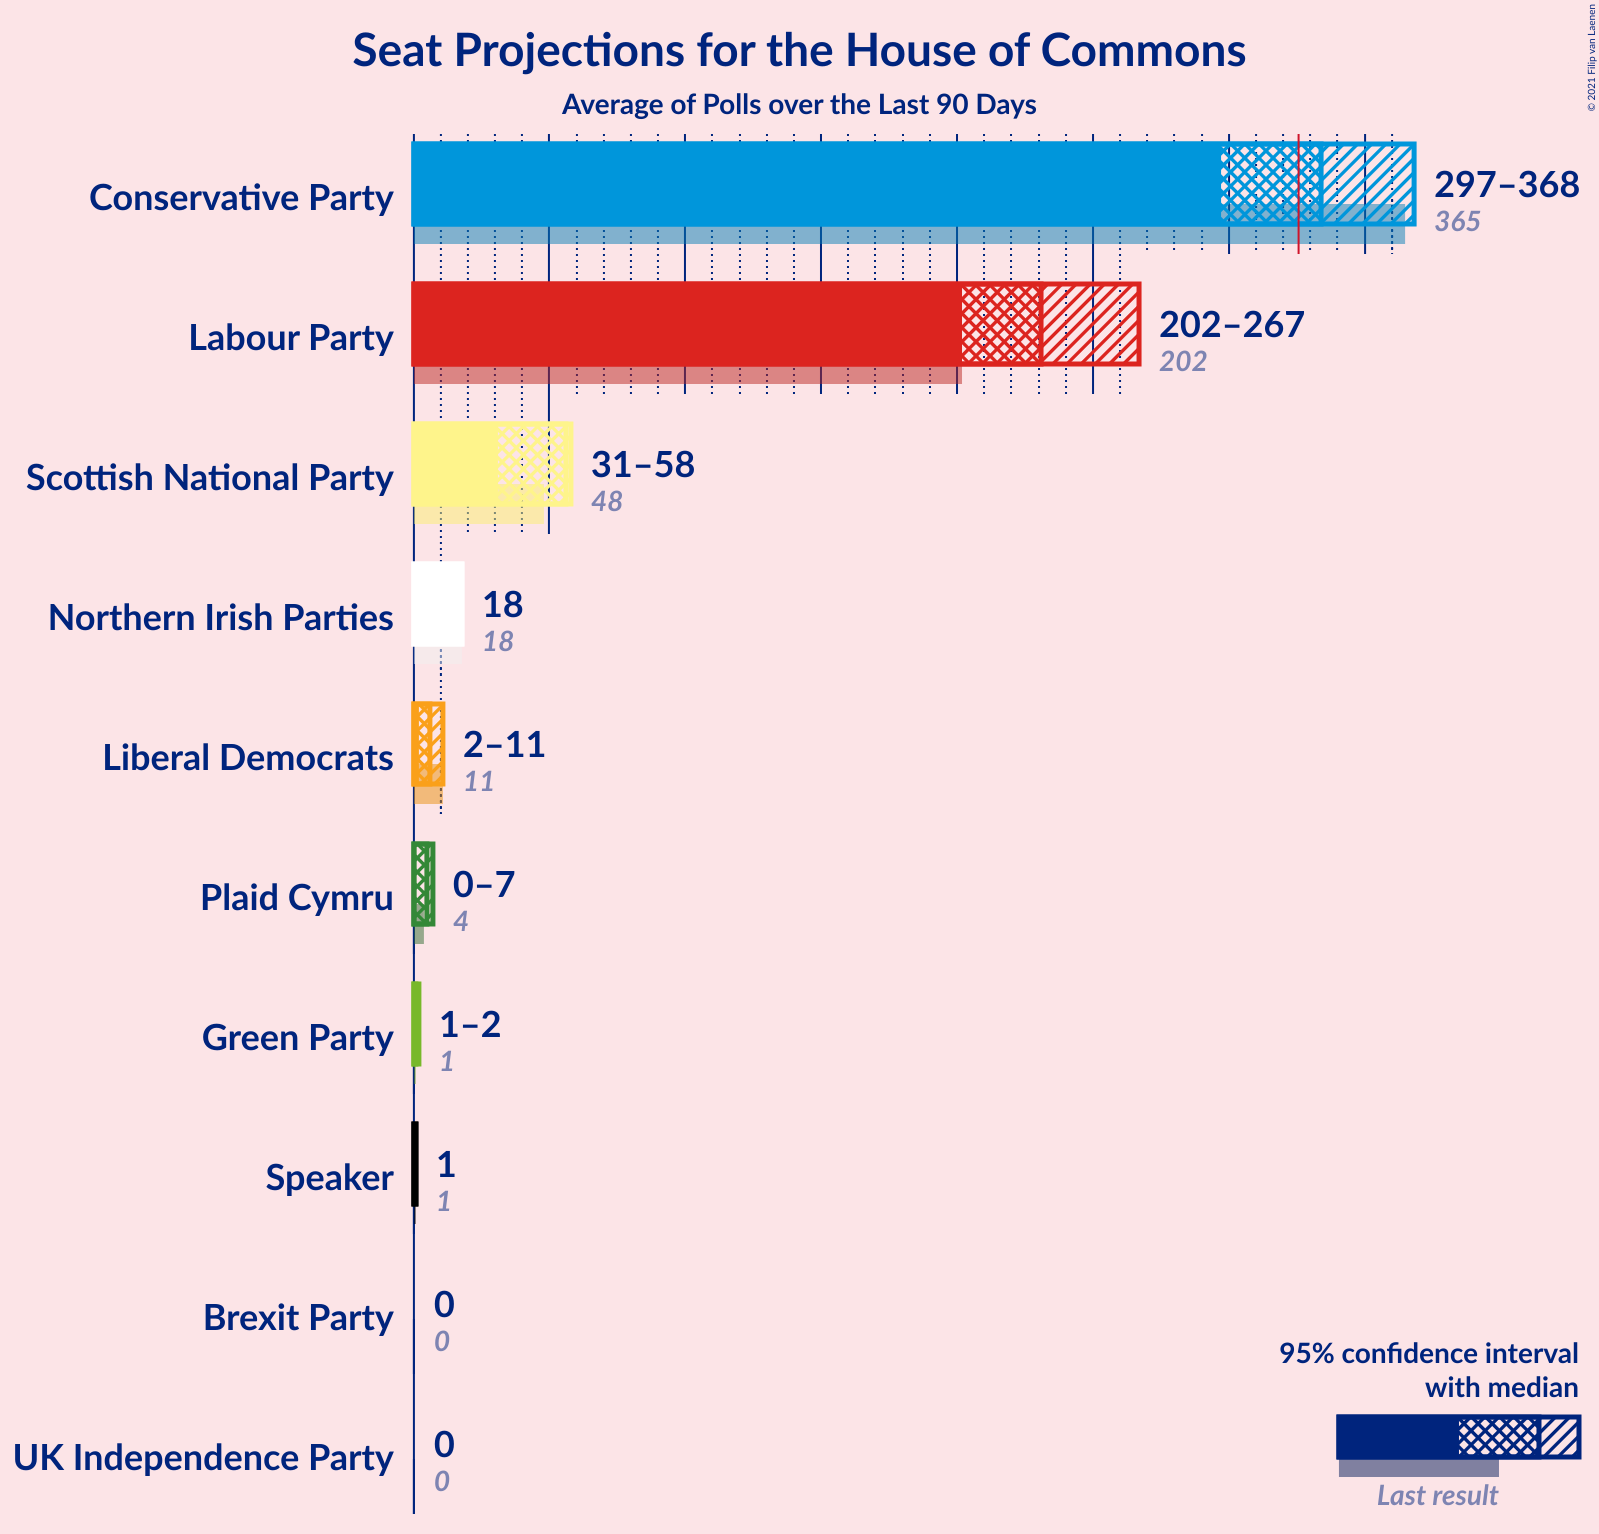 Seat Projections for the House of Commons
Average of Polls over the Last 90 Days
© 2021 Filip van Laenen
Conservative Party
297–368
365
Labour Party
202–267
202
Scottish National Party
31–58
48
Northern Irish Parties
18
18
Liberal Democrats
2–11
11
Plaid Cymru
0–7
4
Green Party
1–2
1
Speaker
1
1
Brexit Party
0
0
UK Independence Party
0
0
95% confidence interval
with median
Last result